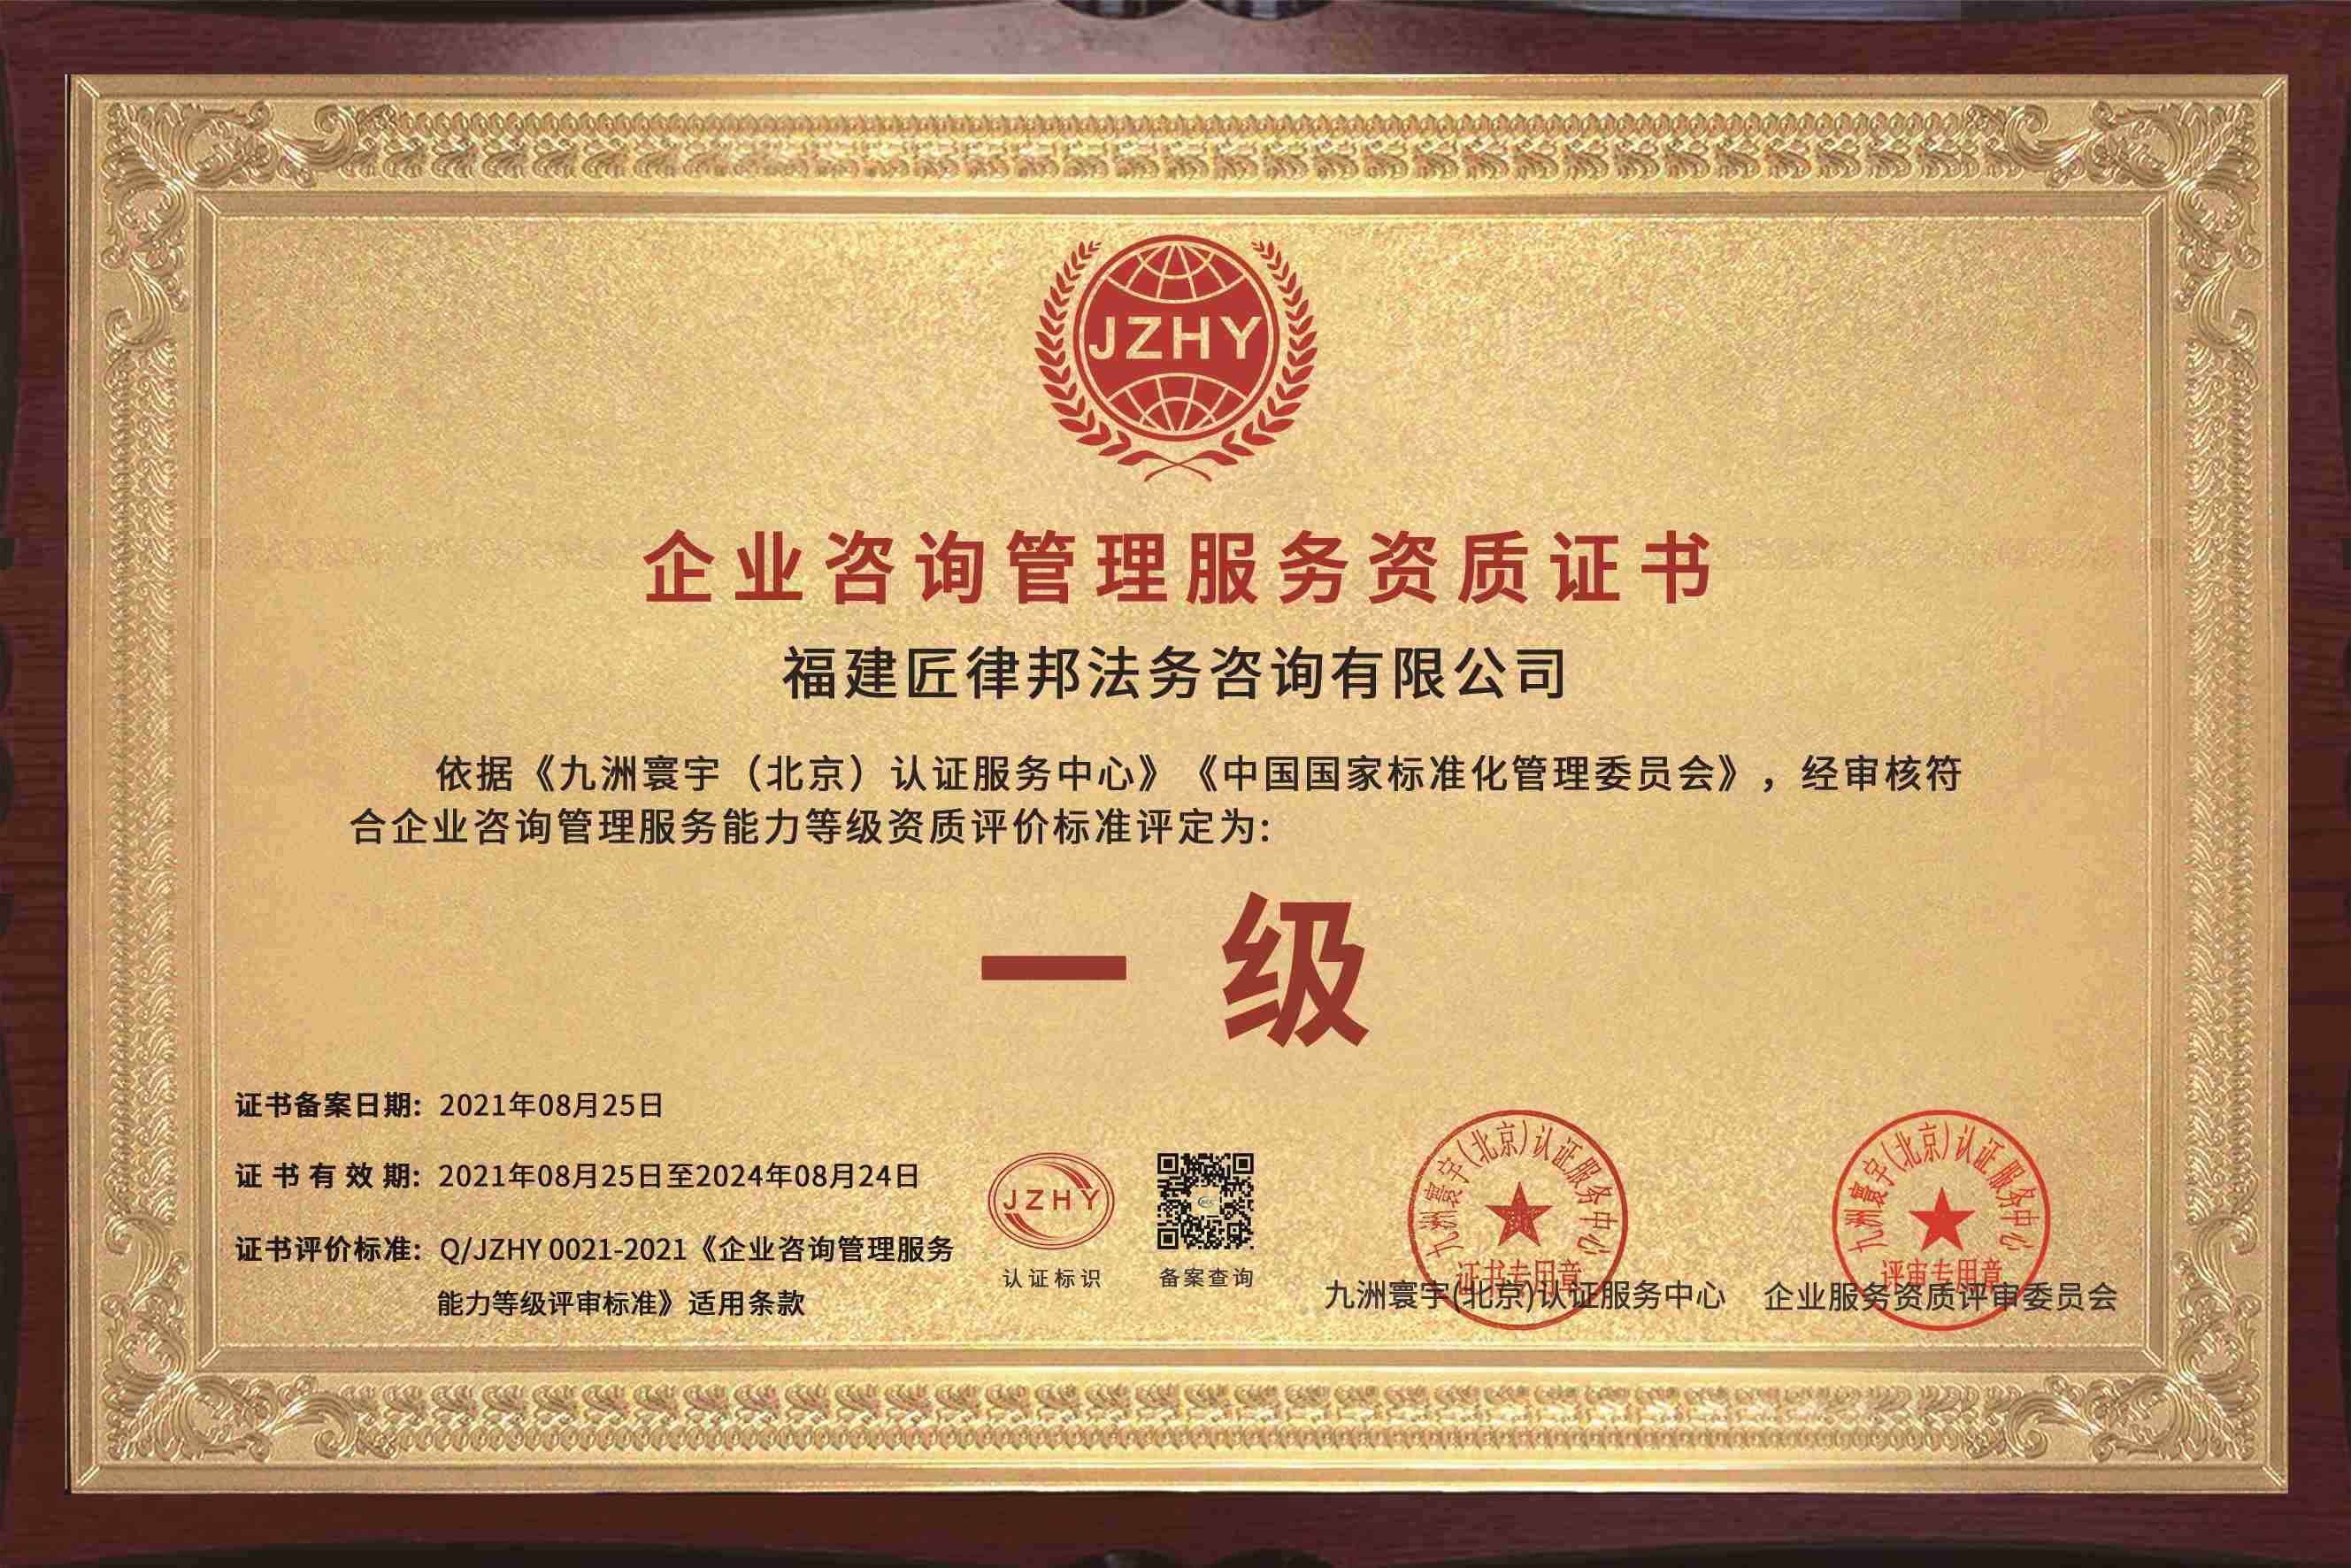 JZHY
企业咨询管理服务资质证书
福建匠律邦法务咨询有限公司
依据《九洲寰宇（北京）认证服务中心》《中国国家标准化管理委员会》，经审核符
合企业咨询管理服务能力等级资质评价标准评定为:
一级
证书备案日期: 2021年08月25日
证书有效期: 2021年08月25日至2024年08月24日
证书评价标准: Q/JZHY 0021-2021《企业咨询管理服务
能力等级评审标准》适用条款
JZHY
认证标识
备案查询
九洲寰宇(北京)认证服务中心
证书专用章
九洲寰宇(北京)认证服务中心
九洲寰宇(北京)认证服务中心
评审专用章
企业服务资质评审委员会